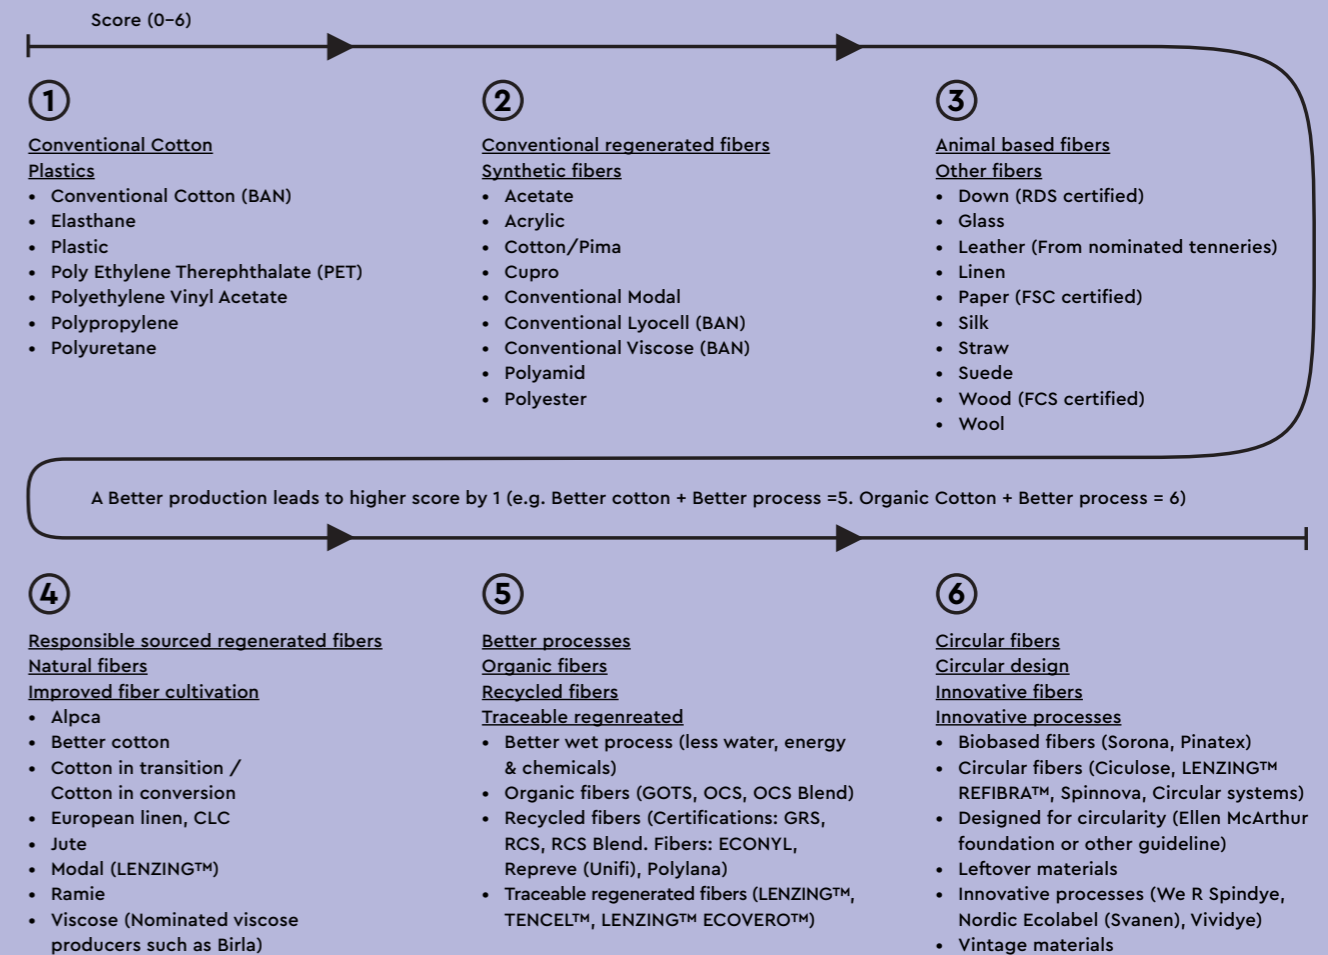 Score (0–6)
1
Conventional Cotton
Plastics
• Conventional Cotton (BAN)
• Elasthane
• Plastic
• Poly Ethylene Therephthalate (PET)
• Polyethylene Vinyl Acetate
• Polypropylene
• Polyuretane
2
Conventional regenerated fibers
Synthetic fibers
• Acetate
• Acrylic
• Cotton/Pima
• Cupro
• Conventional Modal
• Conventional Lyocell (BAN)
• Conventional Viscose (BAN)
• Polyamid
• Polyester
3
Animal based fibers
Other fibers
• Down (RDS certified)
• Glass
• Leather (From nominated tenneries)
• Linen
• Paper (FSC certified)
• Silk
• Straw
• Suede
• Wood (FCS certified)
• Wool
A Better production leads to higher score by 1 (e.g. Better cotton + Better process =5. Organic Cotton + Better process = 6)
4
Responsible sourced regenerated fibers
Natural fibers
Improved fiber cultivation
• Alpca
• Better cotton
• Cotton in transition /
Cotton in conversion
• European linen, CLC
• Jute
• Modal (LENZING™)
• Ramie
• Viscose (Nominated viscose
producers such as Birla)
5
Better processes
Organic fibers
Recycled fibers
Traceable regenreated
• Better wet process (less water, energy
& chemicals)
• Organic fibers (GOTS, OCS, OCS Blend)
• Recycled fibers (Certifications: GRS,
RCS, RCS Blend. Fibers: ECONYL,
Repreve (Unifi), Polylana)
• Traceable regenerated fibers (LENZING™,
TENCEL™, LENZING™ ECOVERO™)
6
Circular fibers
Circular design
Innovative fibers
Innovative processes
• Biobased fibers (Sorona, Pinatex)
• Circular fibers (Ciculose, LENZING™
REFIBRA™, Spinnova, Circular systems)
• Designed for circularity (Ellen McArthur
foundation or other guideline)
• Leftover materials
• Innovative processes (We R Spindye,
Nordic Ecolabel (Svanen), Vividye)
• Vintage materials